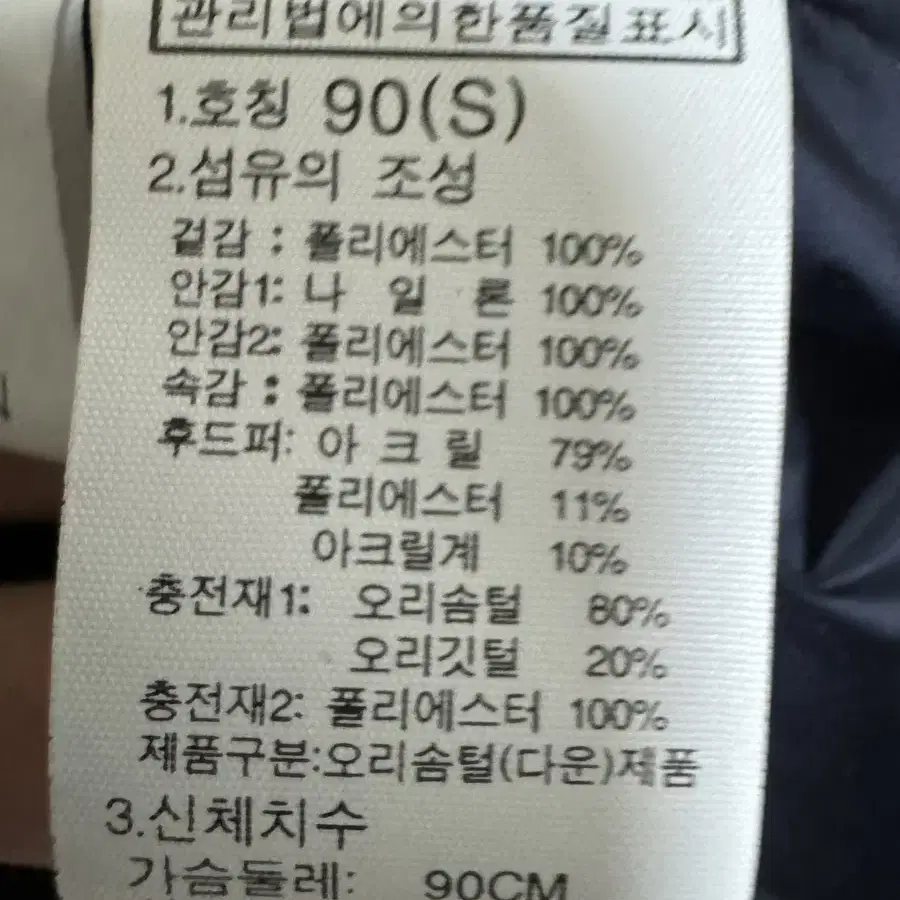 관리법에의한품질표시
1.호칭 90(S)
2.섬유의 조성
겉감 : 폴리에스터 100%
안감1: 나 일 론 100%
안감2: 폴리에스터 100%
속감 : 폴리에스터 100%
후드퍼: 아 크 릴 79%
폴리에스터 11%
아크릴계 10%
충전재1: 오리솜털 80%
오리깃털 20%
충전재2: 폴리에스터 100%
제품구분:오리솜털(다운)제품
3.신체치수
가슴둘레: 90CM